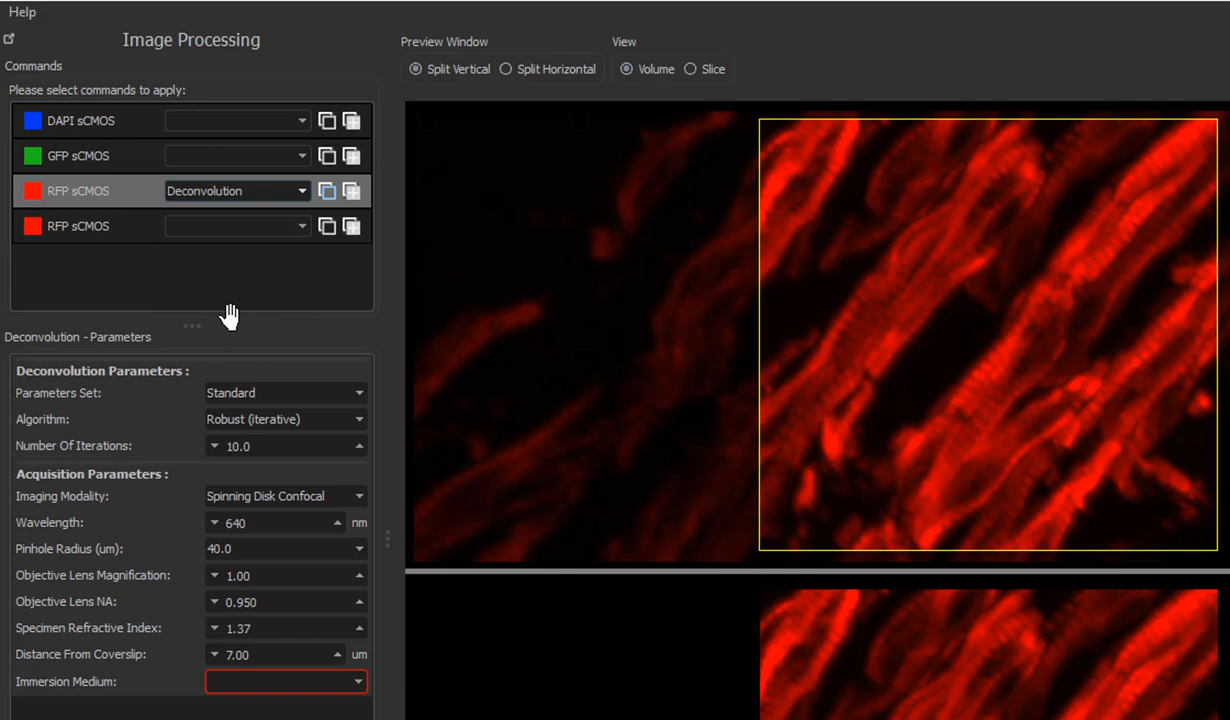 Help
Image Processing
Commands
Please select commands to apply:
DAPI sCMOS
GFP sCMOS
RFP sCMOS Deconvolution
RFP sCMOS
Deconvolution - Parameters
Deconvolution Parameters :
Parameters Set: Standard
Algorithm: Robust (iterative)
Number Of Iterations: 10.0
Acquisition Parameters :
Imaging Modality: Spinning Disk Confocal
Wavelength: 640 nm
Pinhole Radius (um): 40.0
Objective Lens Magnification: 1.00
Objective Lens NA: 0.950
Specimen Refractive Index: 1.37
Distance From Coverslip: 7.00 um
Immersion Medium:
Preview Window View
Split Vertical Split Horizontal Volume Slice